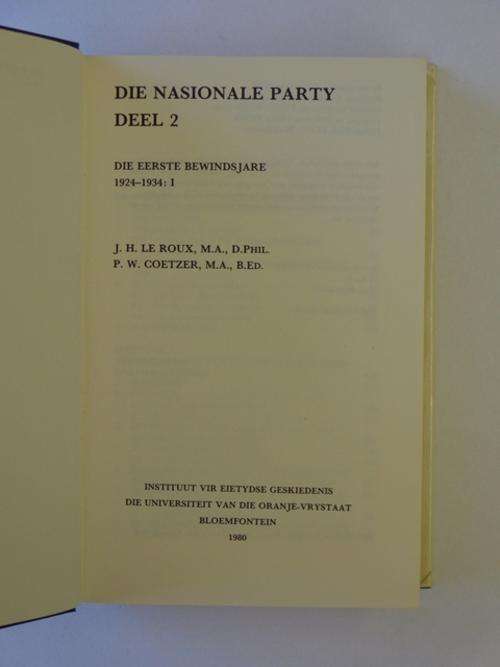 DIE NASIONALE PARTY
DEEL 2
DIE EERSTE BEWINDSJARE
1924–1934: I
J. H. LE ROUX, M.A., D.PHIL.
P. W. COETZER, M.A., B.ED.
INSTITUUT VIR EIETYDSE GESKIEDENIS
DIE UNIVERSITEIT VAN DIE ORANJE-VRYSTAAT
BLOEMFONTEIN
1980